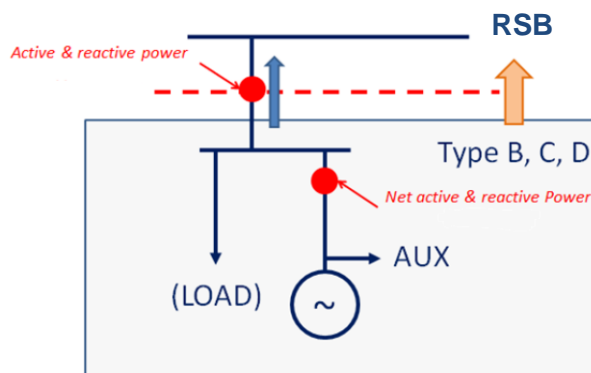 RSB
Active & reactive power
Type B, C, D
Net active & reactive Power
AUX
(LOAD)
~